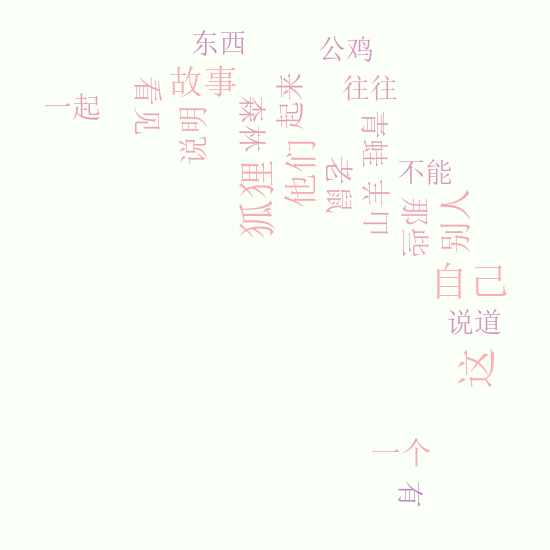 东西
公鸡
故事
往往
一起
看见
说明
森林
起来
青蛙
不能
狐狸
他们
老鼠
山羊
那些
别人
自己
说道
这
一个
有